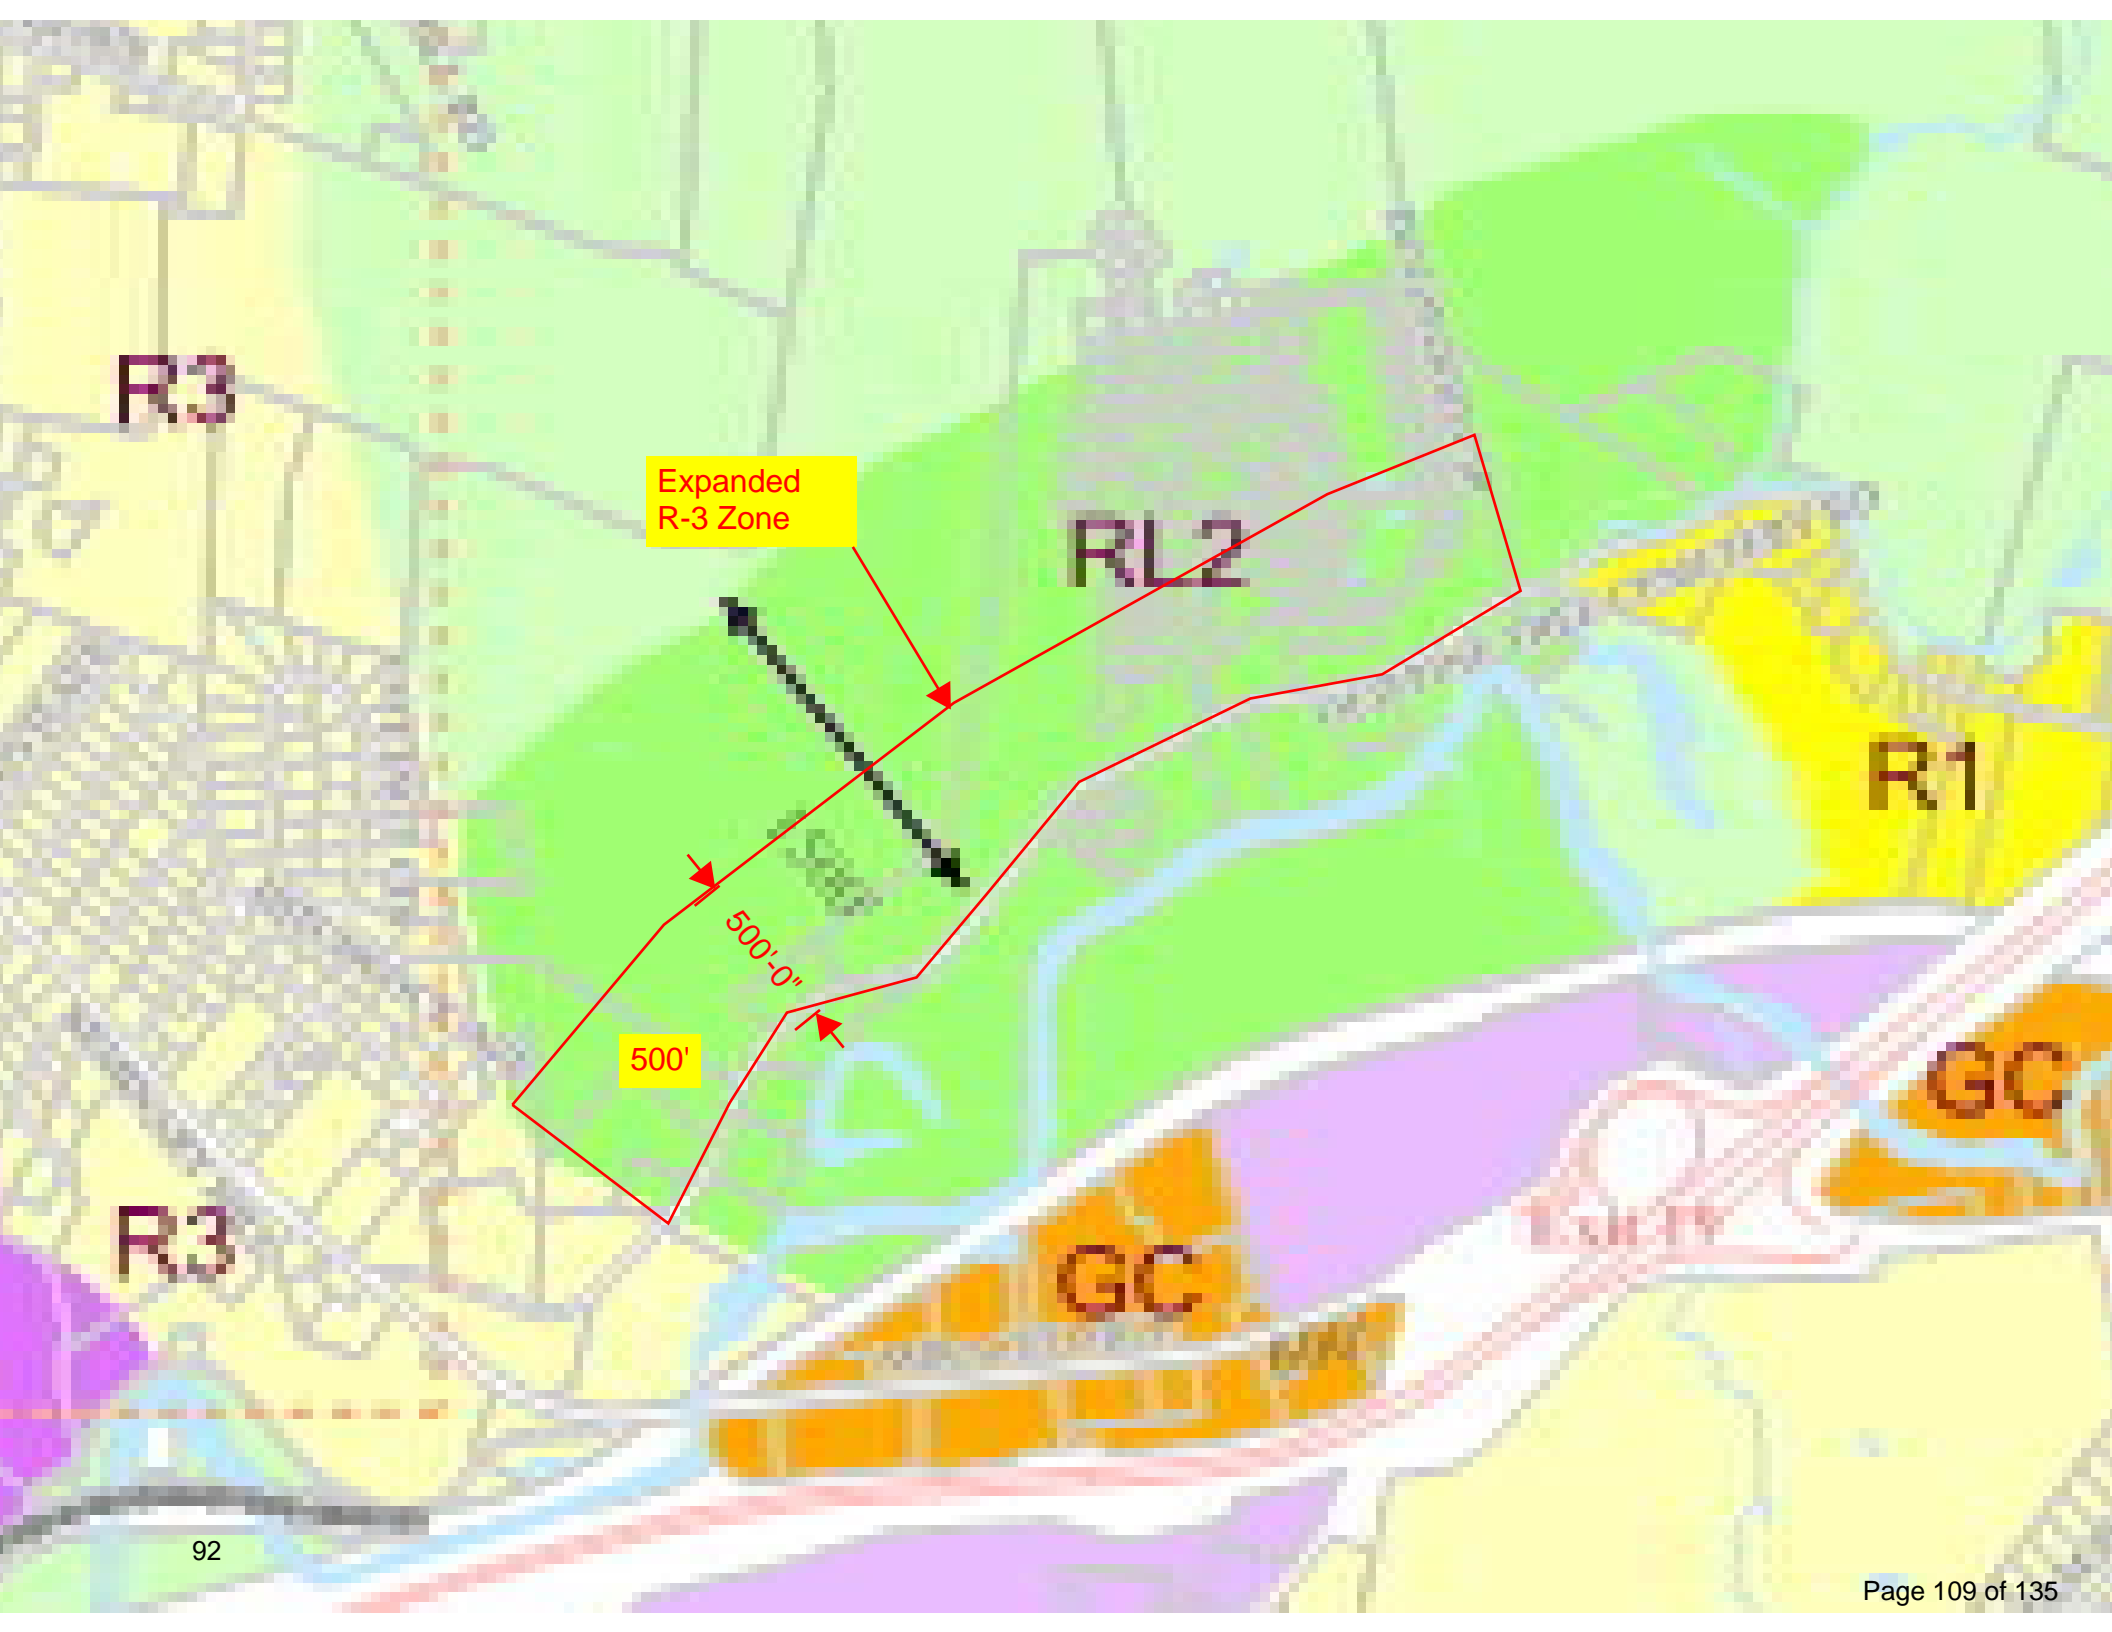 R3
Expanded
R-3 Zone
RL2
R1
500'-0"
500'
GC
R3
GC
92
Page 109 of 135